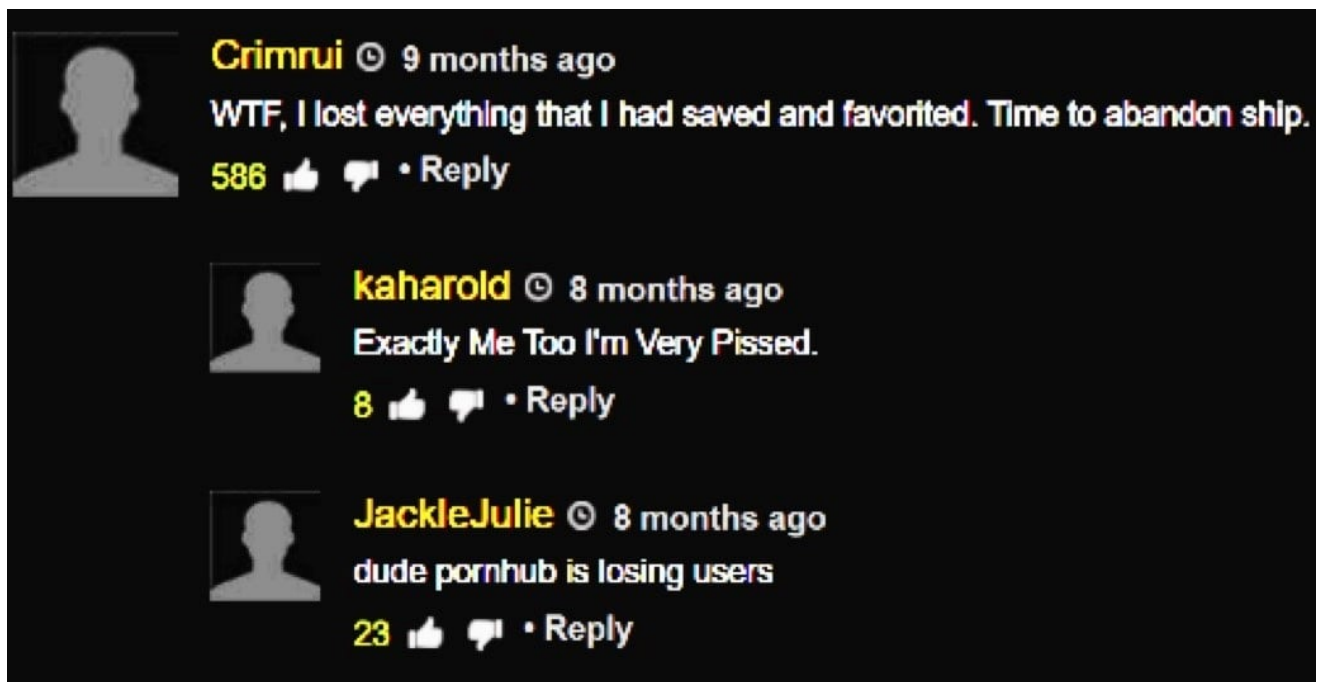 Crimrui 9 months ago
WTF, I lost everything that I had saved and favorited. Time to abandon ship.
586 • Reply
kaharold 8 months ago
Exactly Me Too I'm Very Pissed.
8 • Reply
JackleJulie 8 months ago
dude pornhub is losing users
23 • Reply